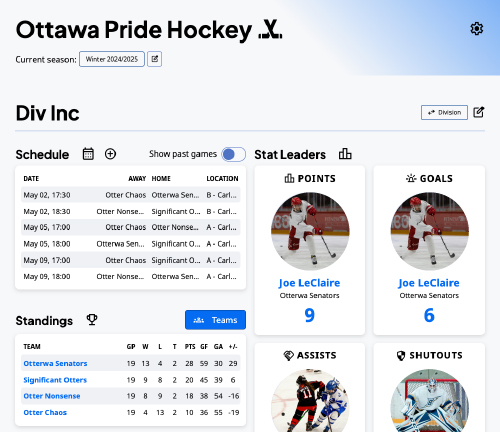 Ottawa Pride Hockey
Current season: Winter 2024/2025
Div Inc
Division
Schedule
Show past games
DATE AWAY HOME LOCATION
May 02, 17:30 Otter Chaos Otterwa Sen... B - Carl...
May 02, 18:30 Otter Nonse... Significant O... B - Carl...
May 05, 17:00 Otter Chaos Otter Nonse... A - Carl...
May 05, 18:00 Otterwa Sen... Significant O... A - Carl...
May 09, 17:00 Otter Chaos Significant O... A - Carl...
May 09, 18:00 Otter Nonse... Otterwa Sen... A - Carl...
Standings
Teams
TEAM GP W L T PTS GF GA +/-
Otterwa Senators 19 13 4 2 28 59 30 29
Significant Otters 19 9 8 2 20 45 39 6
Otter Nonsense 19 8 9 2 18 38 54 -16
Otter Chaos 19 4 13 2 10 36 55 -19
Stat Leaders
POINTS
Joe LeClaire
Otterwa Senators
9
GOALS
Joe LeClaire
Otterwa Senators
6
ASSISTS
SHUTOUTS